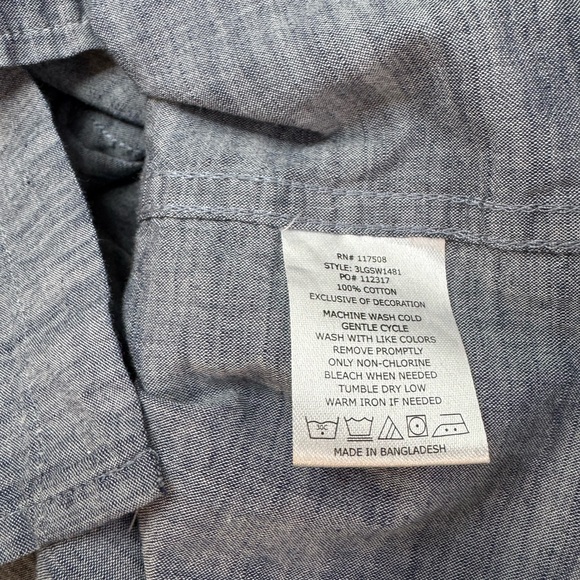 RN# 117508
STYLE: 3LGSW1481
PO# 112317
100% COTTON
EXCLUSIVE OF DECORATION
MACHINE WASH COLD
GENTLE CYCLE
WASH WITH LIKE COLORS
REMOVE PROMPTLY
ONLY NON-CHLORINE
BLEACH WHEN NEEDED
TUMBLE DRY LOW
WARM IRON IF NEEDED
30C
MADE IN BANGLADESH